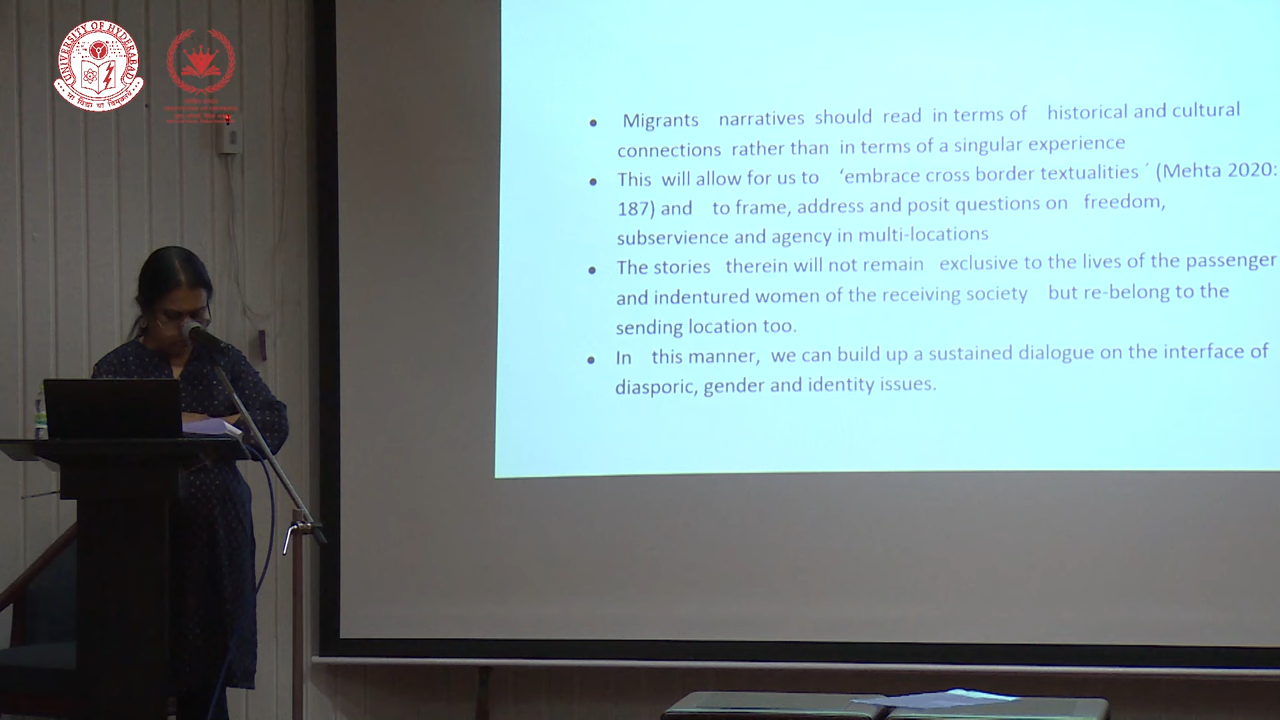 UNIVERSITY OF HYDERABAD
Migrants narratives should read in terms of historical and cultural
connections rather than in terms of a singular experience
This will allow for us to ‘embrace cross border textualities ´ (Mehta 2020:
187) and to frame, address and posit questions on freedom,
subservience and agency in multi-locations
The stories therein will not remain exclusive to the lives of the passenger
and indentured women of the receiving society but re-belong to the
sending location too.
In this manner, we can build up a sustained dialogue on the interface of
diasporic, gender and identity issues.